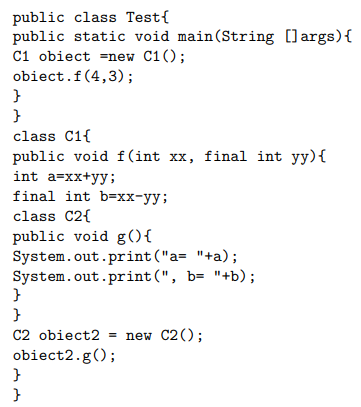 public class Test{
public static void main(String []args){
C1 obiect =new C1();
obiect.f(4,3);
}
}
class C1{
public void f(int xx, final int yy){
int a=xx+yy;
final int b=xx-yy;
class C2{
public void g(){
System.out.print("a= "+a);
System.out.print(", b= "+b);
}
}
C2 obiect2 = new C2();
obiect2.g();
}
}